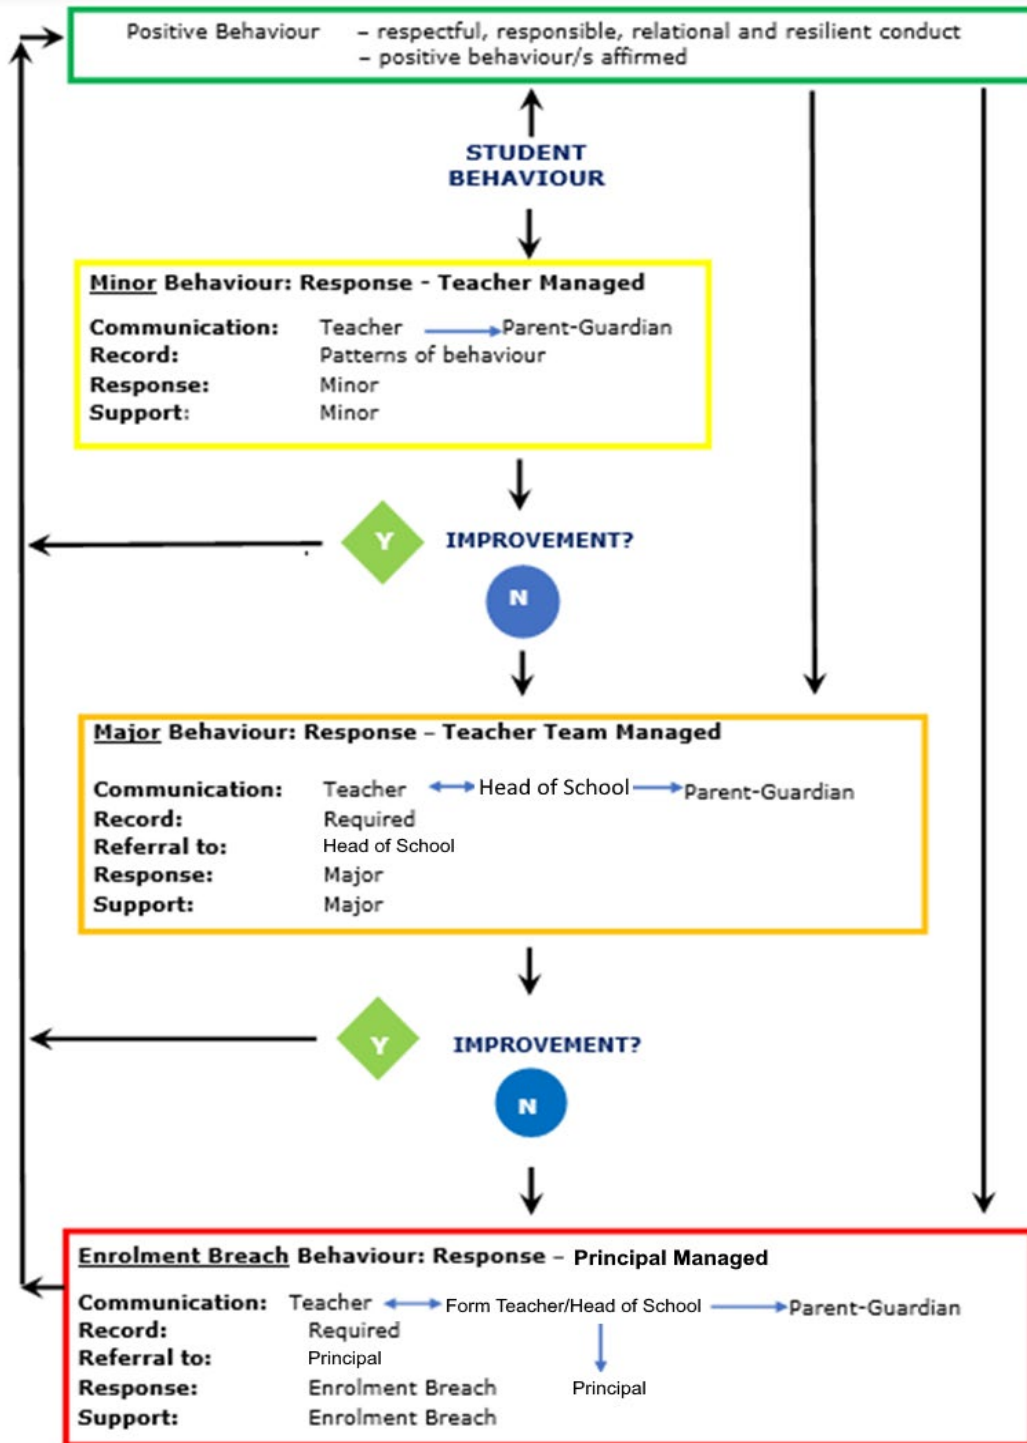 Positive Behaviour – respectful, responsible, relational and resilient conduct
– positive behaviour/s affirmed
STUDENT
BEHAVIOUR
Minor Behaviour: Response - Teacher Managed
Communication: Teacher Parent-Guardian
Record: Patterns of behaviour
Response: Minor
Support: Minor
Y IMPROVEMENT?
N
Major Behaviour: Response – Teacher Team Managed
Communication: Teacher Head of School Parent-Guardian
Record: Required
Referral to: Head of School
Response: Major
Support: Major
Y IMPROVEMENT?
N
Enrolment Breach Behaviour: Response – Principal Managed
Communication: Teacher Form Teacher/Head of School Parent-Guardian
Record: Required
Referral to: Principal
Response: Enrolment Breach Principal
Support: Enrolment Breach